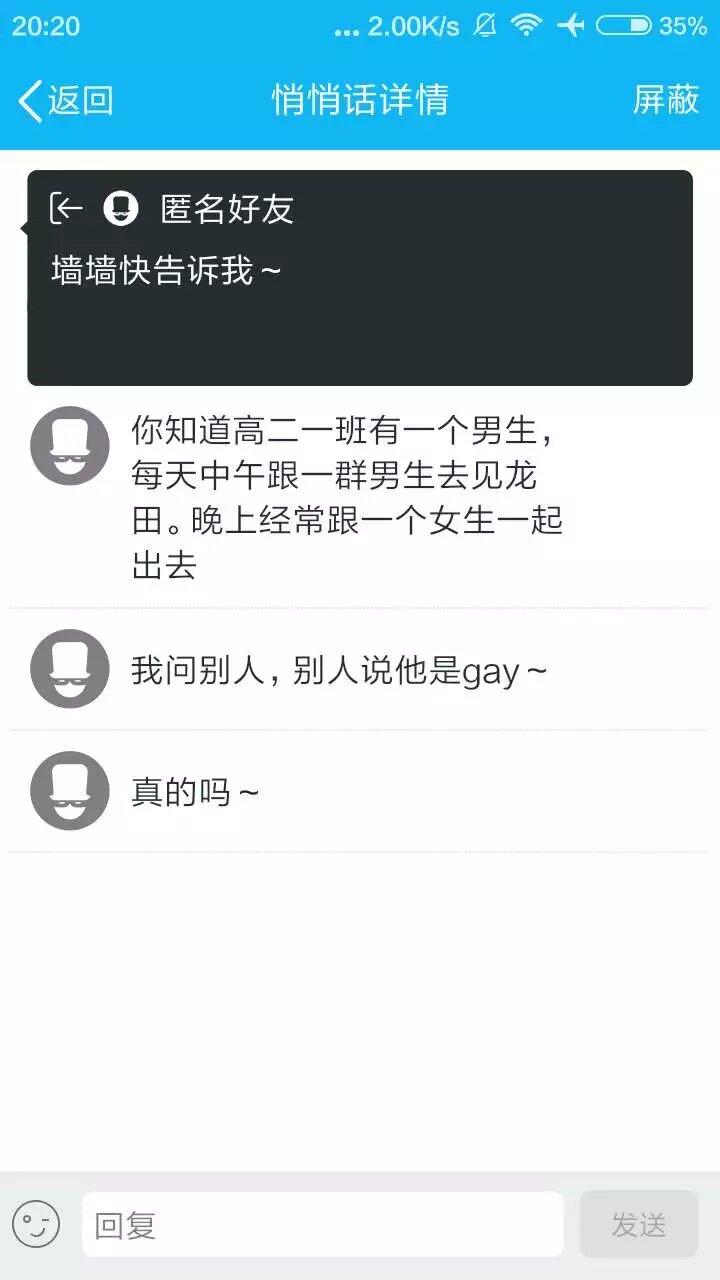 20:20
... 2.00K/s
35%
返回
悄悄话详情
屏蔽
匿名好友
墙墙快告诉我~
你知道高二一班有一个男生，
每天中午跟一群男生去见龙
田。晚上经常跟一个女生一起
出去
我问别人，别人说他是gay~
真的吗~
回复
发送